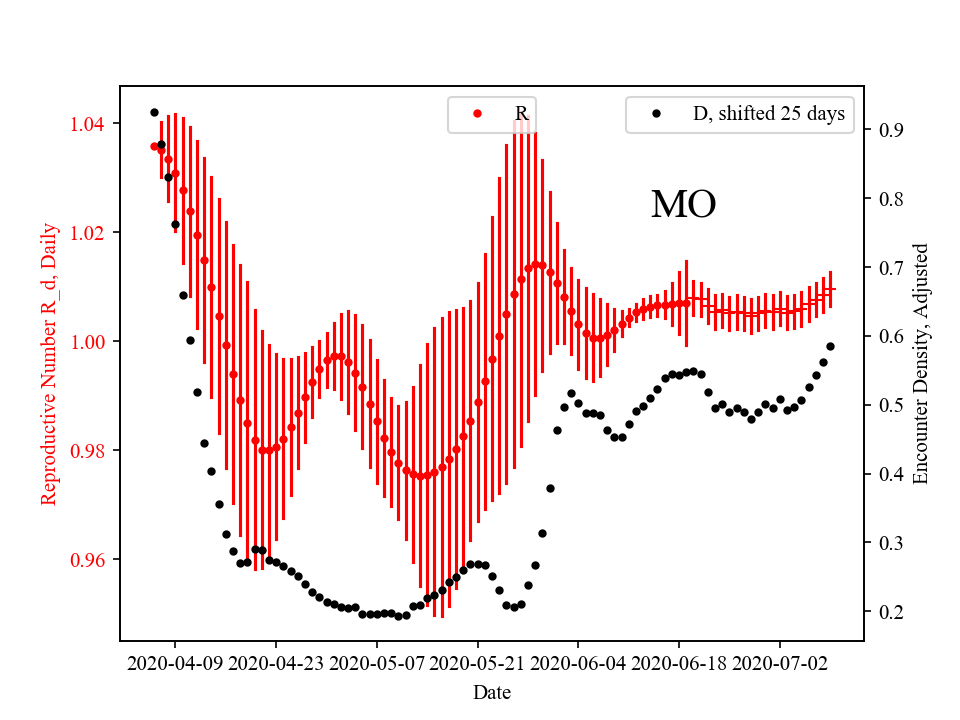 R
D, shifted 25 days
MO
1.04
1.02
1.00
0.98
0.96
Reproductive Number R_d, Daily
0.9
0.8
0.7
0.6
0.5
0.4
0.3
0.2
Encounter Density, Adjusted
2020-04-09 2020-04-23 2020-05-07 2020-05-21 2020-06-04 2020-06-18 2020-07-02
Date